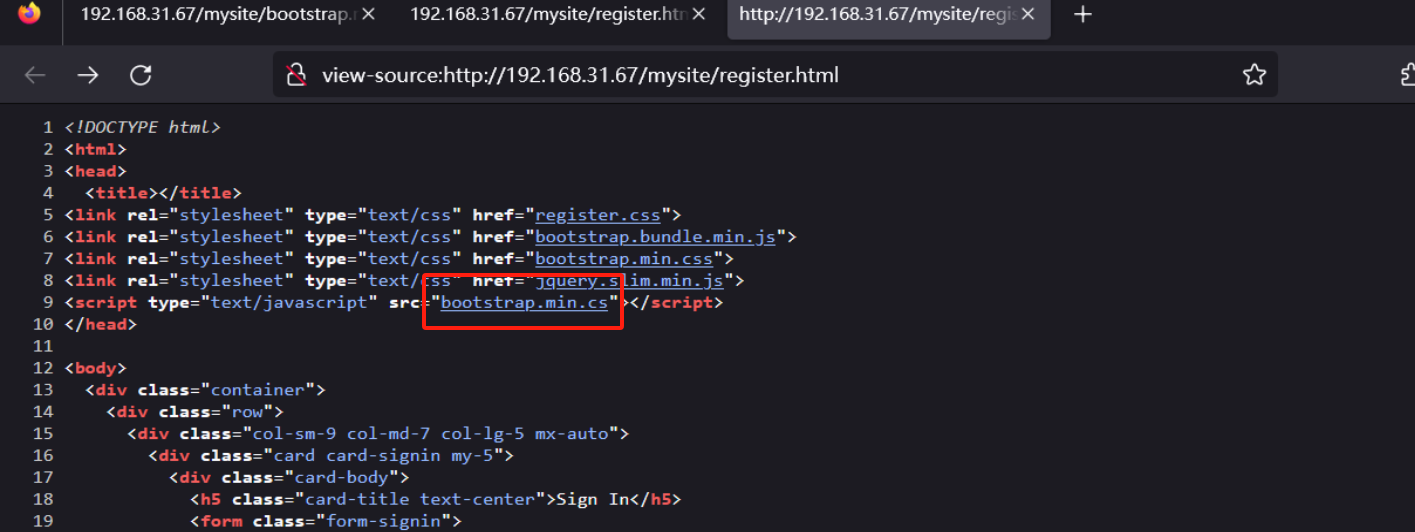 192.168.31.67/mysite/bootstrap.
192.168.31.67/mysite/register.htm
http://192.168.31.67/mysite/regis
view-source:http://192.168.31.67/mysite/register.html
1 <!DOCTYPE html>
2 <html>
3 <head>
4 <title></title>
5 <link rel="stylesheet" type="text/css" href="register.css">
6 <link rel="stylesheet" type="text/css" href="bootstrap.bundle.min.js">
7 <link rel="stylesheet" type="text/css" href="bootstrap.min.css">
8 <link rel="stylesheet" type="text/css" href="jquery.slim.min.js">
9 <script type="text/javascript" src="bootstrap.min.cs"></script>
10 </head>
11
12 <body>
13 <div class="container">
14 <div class="row">
15 <div class="col-sm-9 col-md-7 col-lg-5 mx-auto">
16 <div class="card card-signin my-5">
17 <div class="card-body">
18 <h5 class="card-title text-center">Sign In</h5>
19 <form class="form-signin">